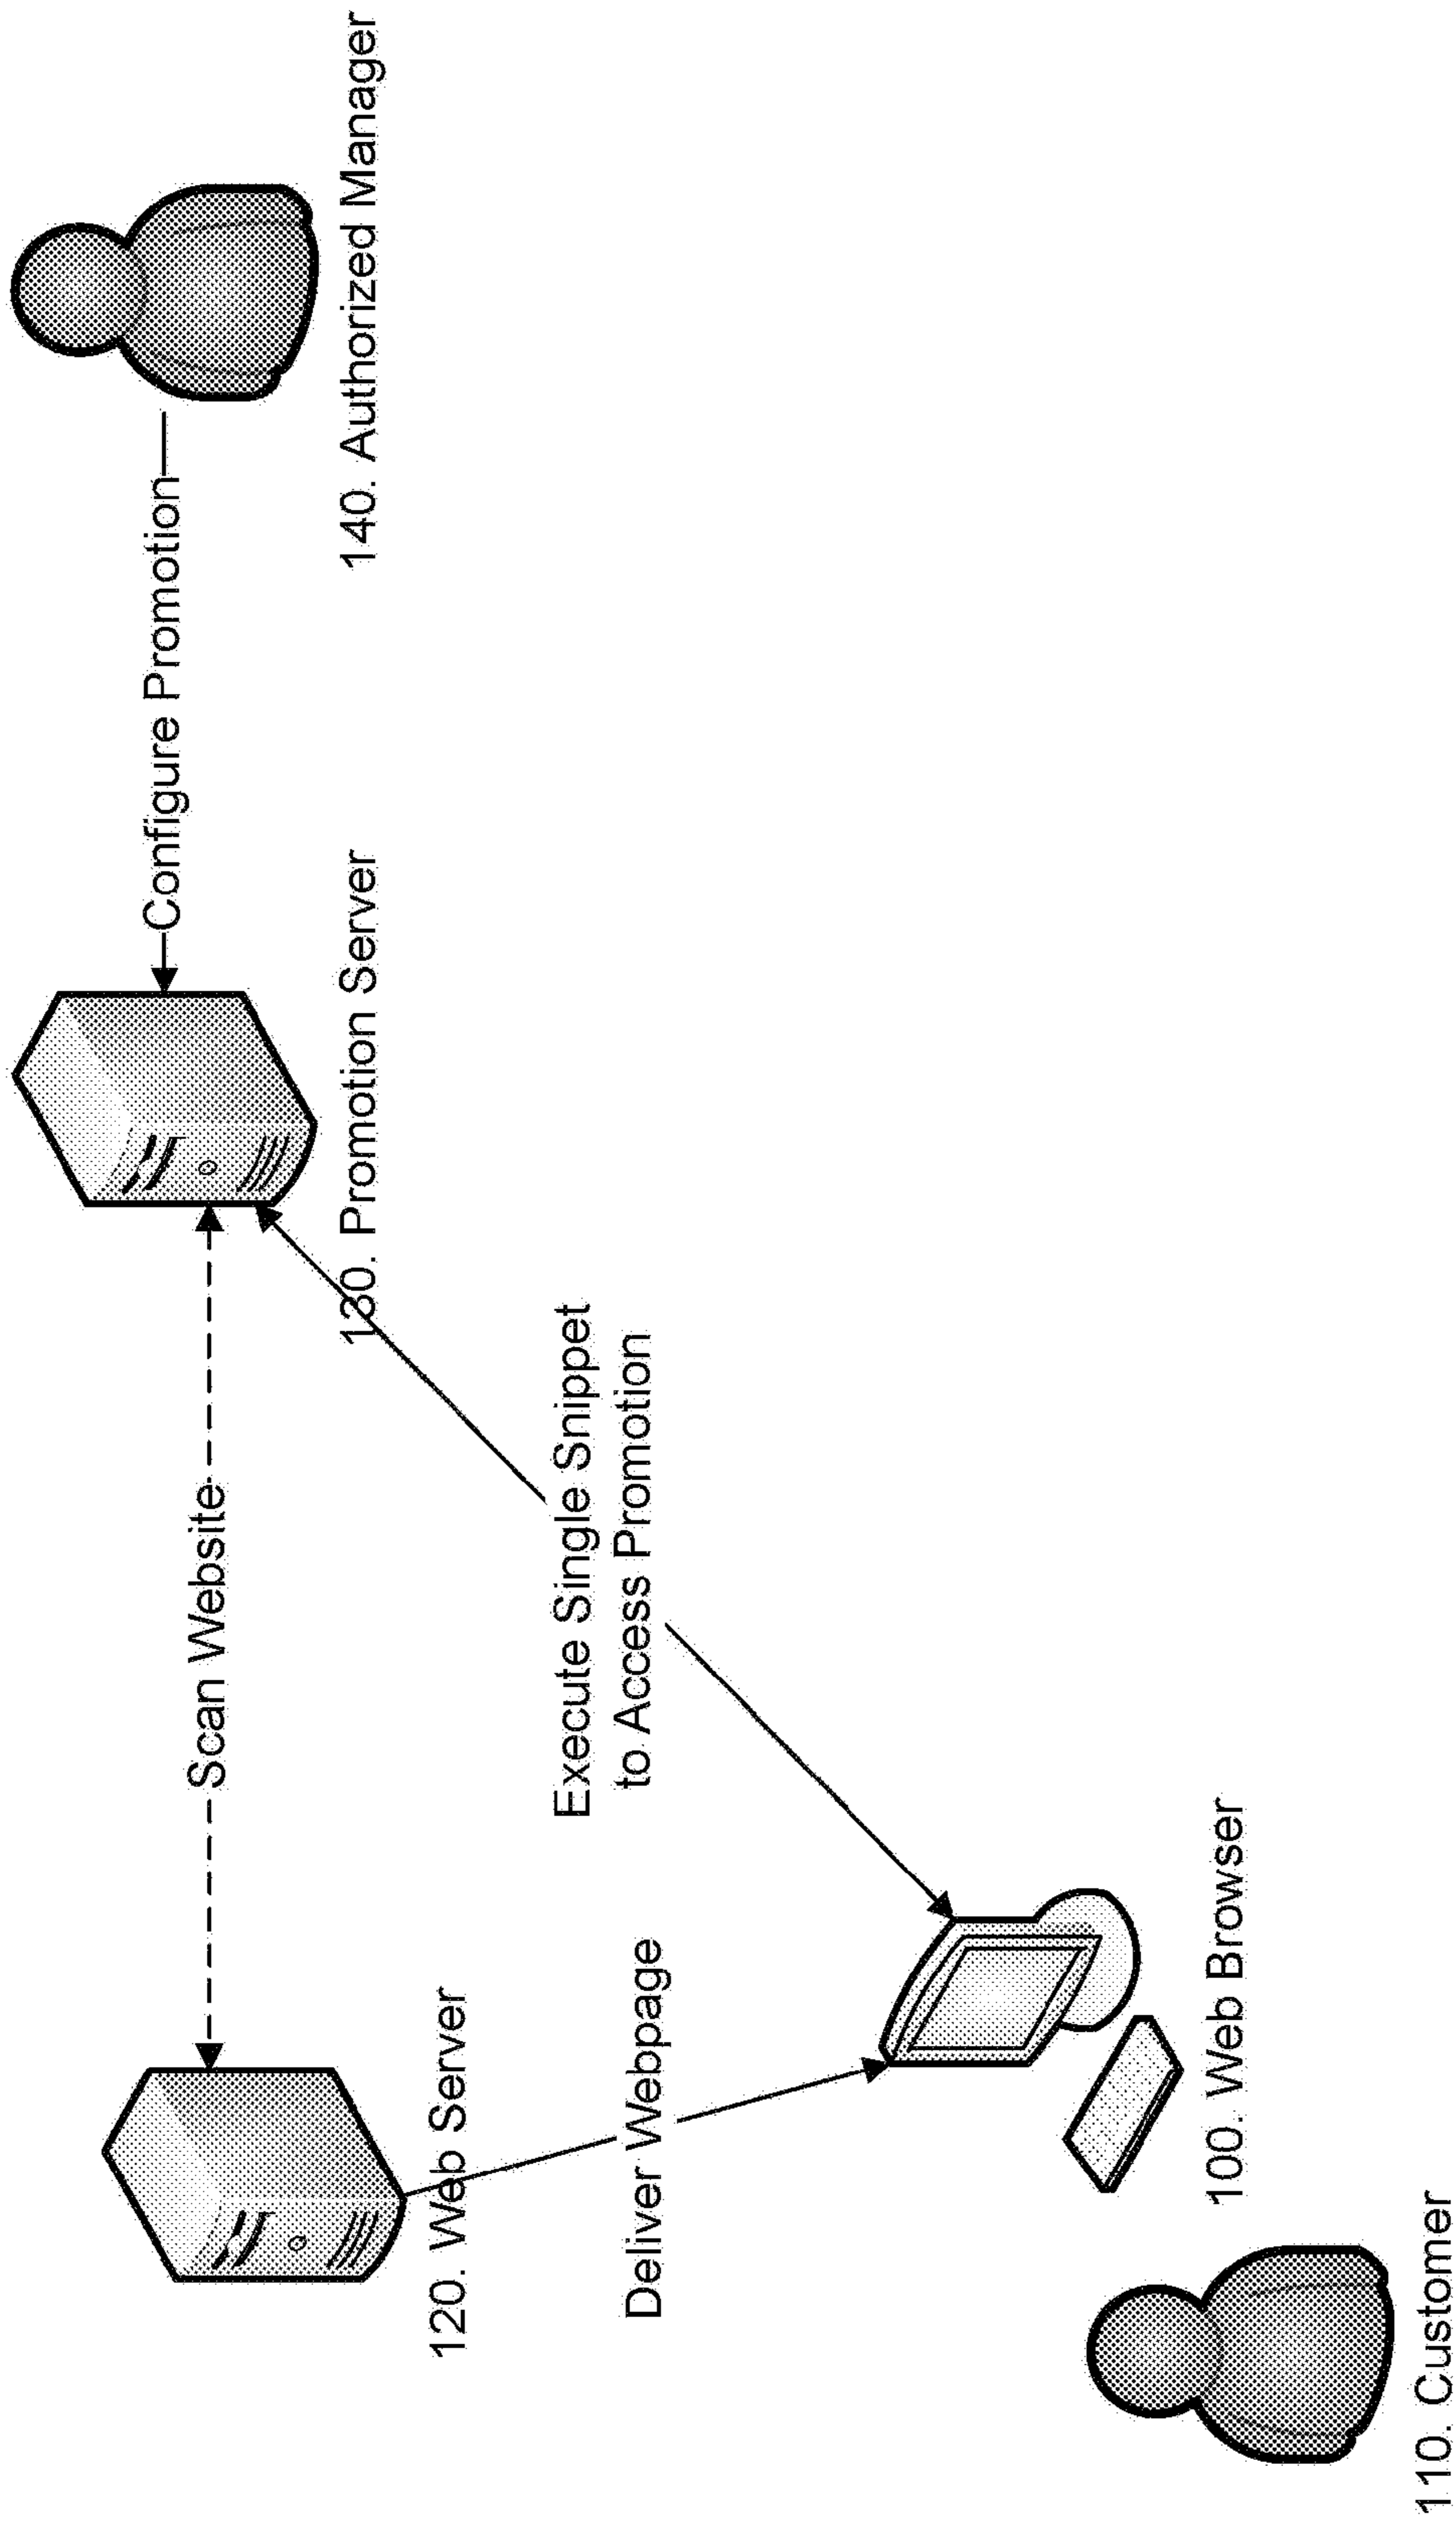 Scan Website
Configure Promotion
120. Web Server
130. Promotion Server
140. Authorized Manager
Deliver Webpage
Execute Single Snippet
to Access Promotion
100. Web Browser
110. Customer